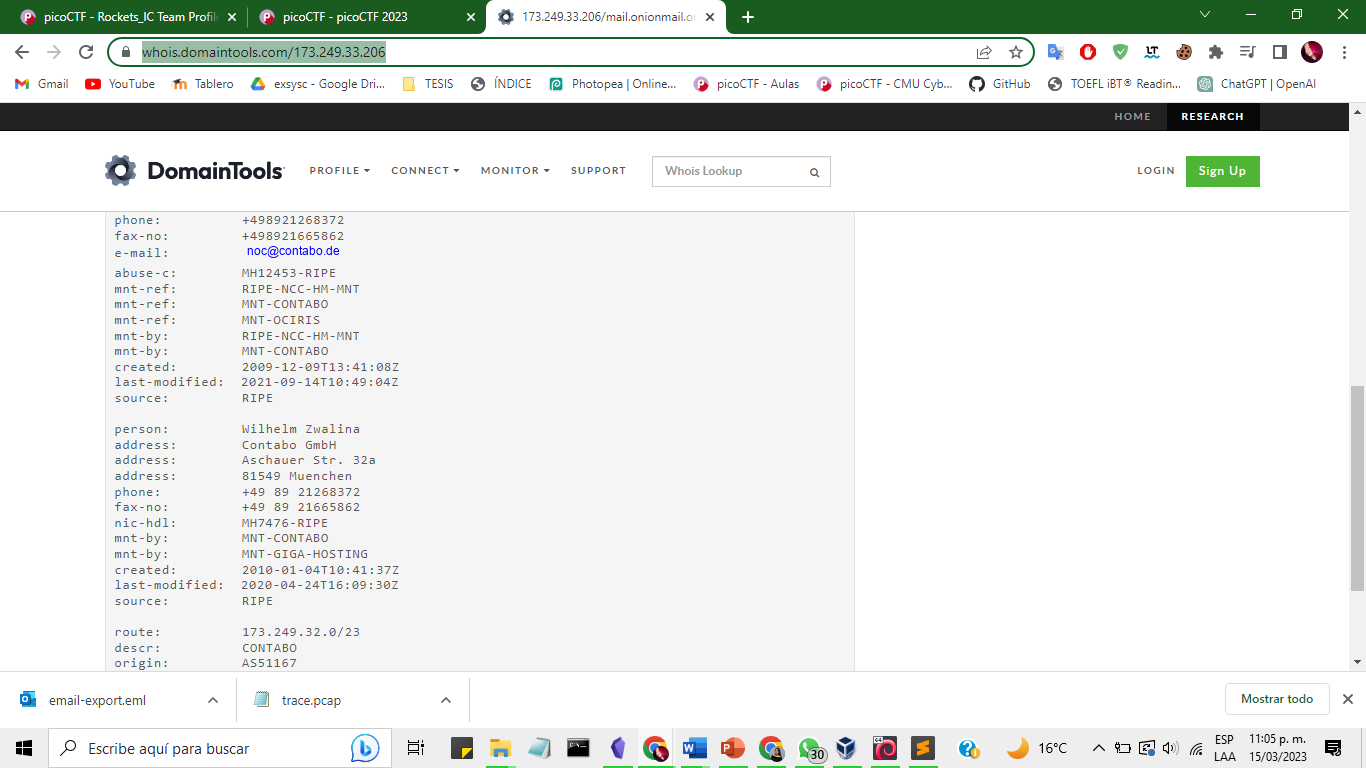 picoCTF - Rockets_IC Team Profile
picoCTF - picoCTF 2023
173.249.33.206/mail.onionmail.or
whois.domaintools.com/173.249.33.206
Gmail YouTube Tablero exsysc - Google Dri... TESIS ÍNDICE Photopea | Online... picoCTF - Aulas picoCTF - CMU Cyb... GitHub TOEFL iBT® Readin... ChatGPT | OpenAI
HOME RESEARCH
DomainTools PROFILE CONNECT MONITOR SUPPORT Whois Lookup LOGIN Sign Up
phone: +498921268372
fax-no: +498921665862
e-mail: noc@contabo.de
abuse-c: MH12453-RIPE
mnt-ref: RIPE-NCC-HM-MNT
mnt-ref: MNT-CONTABO
mnt-ref: MNT-OCIRIS
mnt-by: RIPE-NCC-HM-MNT
mnt-by: MNT-CONTABO
created: 2009-12-09T13:41:08Z
last-modified: 2021-09-14T10:49:04Z
source: RIPE
person: Wilhelm Zwalina
address: Contabo GmbH
address: Aschauer Str. 32a
address: 81549 Muenchen
phone: +49 89 21268372
fax-no: +49 89 21665862
nic-hdl: MH7476-RIPE
mnt-by: MNT-CONTABO
mnt-by: MNT-GIGA-HOSTING
created: 2010-01-04T10:41:37Z
last-modified: 2020-04-24T16:09:30Z
source: RIPE
route: 173.249.32.0/23
descr: CONTABO
origin: AS51167
email-export.eml trace.pcap Mostrar todo
Escribe aquí para buscar 30 16°C ESP 11:05 p. m.
LAA 15/03/2023